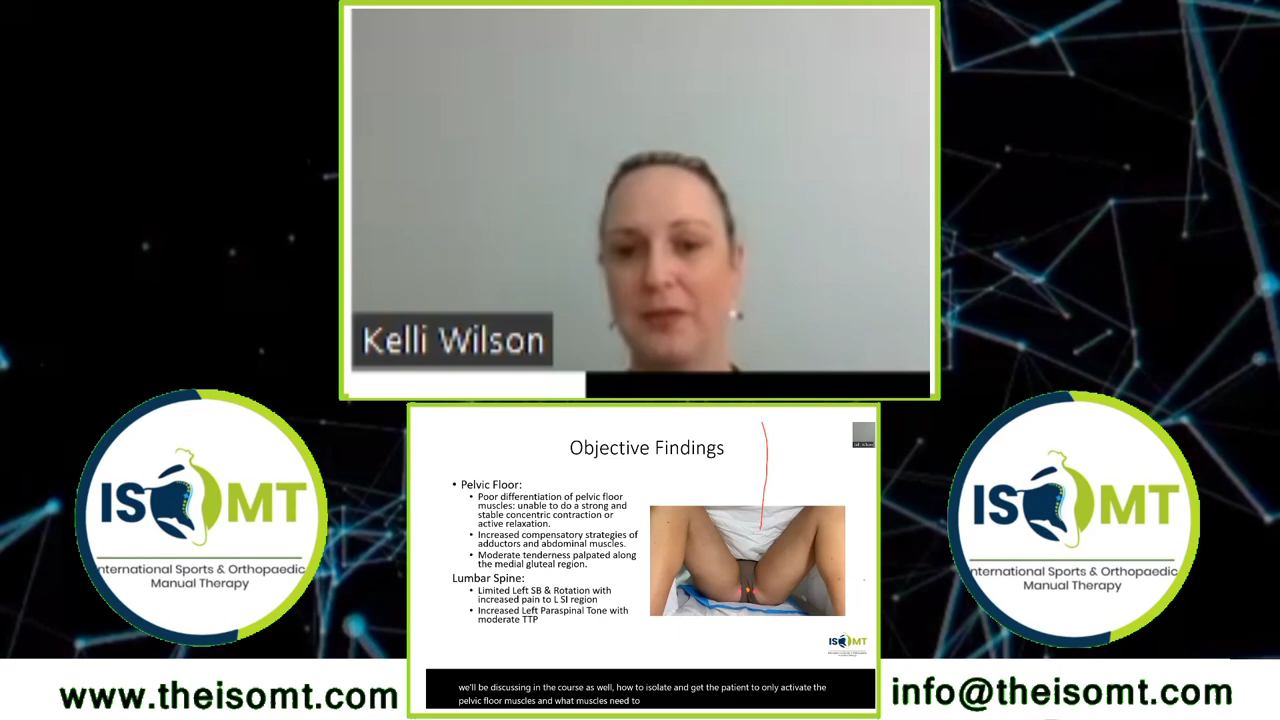 Kelli Wilson
Objective Findings
• Pelvic Floor:
• Poor differentiation of pelvic floor
muscles: unable to do a strong and
stable concentric contraction or
active relaxation.
• Increased compensatory strategies of
adductors and abdominal muscles.
• Moderate tenderness palpated along
the medial gluteal region.
Lumbar Spine:
• Limited Left SB & Rotation with
increased pain to L SI region
• Increased Left Paraspinal Tone with
moderate TTP
ISOMT
we'll be discussing in the course as well, how to isolate and get the patient to only activate the
pelvic floor muscles and what muscles need to
ISOMT
nternational Sports & Orthopaedic
Manual Therapy
ISOMT
nternational Sports & Orthopaedic
Manual Therapy
www.theisomt.com
info@theisomt.com